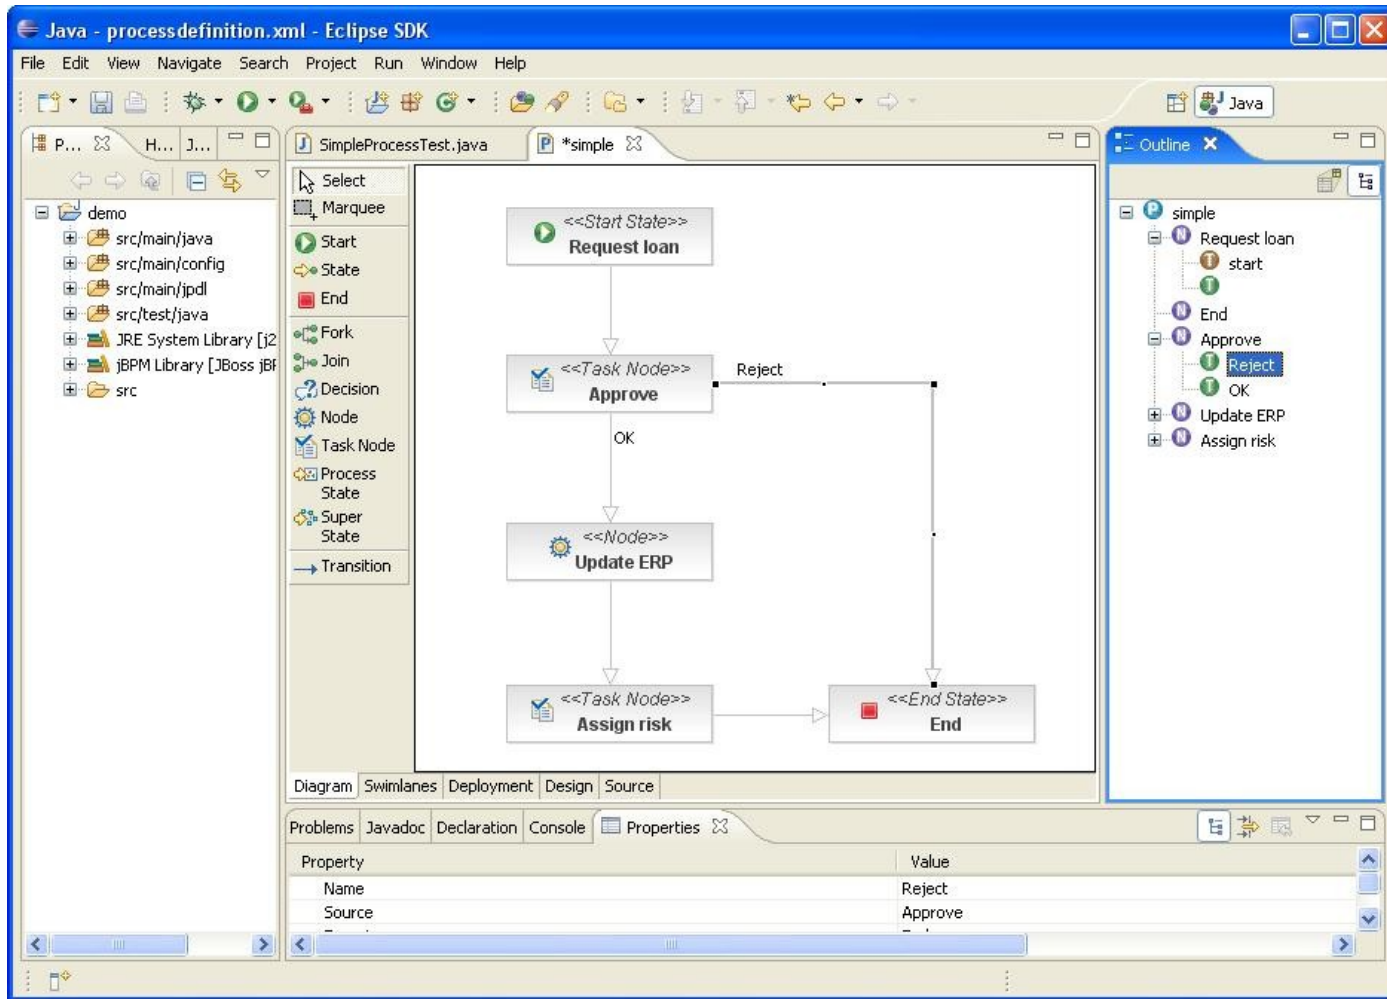 Java - processdefinition.xml - Eclipse SDK
File Edit View Navigate Search Project Run Window Help
Java
P... H... J...
demo
src/main/java
src/main/config
src/main/jpdl
src/test/java
JRE System Library [j2
jBPM Library [JBoss jBP
src
SimpleProcessTest.java *simple
Select
Marquee
Start
State
End
Fork
Join
Decision
Node
Task Node
Process
State
Super
State
Transition
<<Start State>>
Request loan
<<Task Node>>
Approve
Reject
OK
<<Node>>
Update ERP
<<Task Node>>
Assign risk
<<End State>>
End
Diagram Swimlanes Deployment Design Source
Outline
simple
Request loan
start
End
Approve
Reject
OK
Update ERP
Assign risk
Problems Javadoc Declaration Console Properties
Property Value
Name Reject
Source Approve